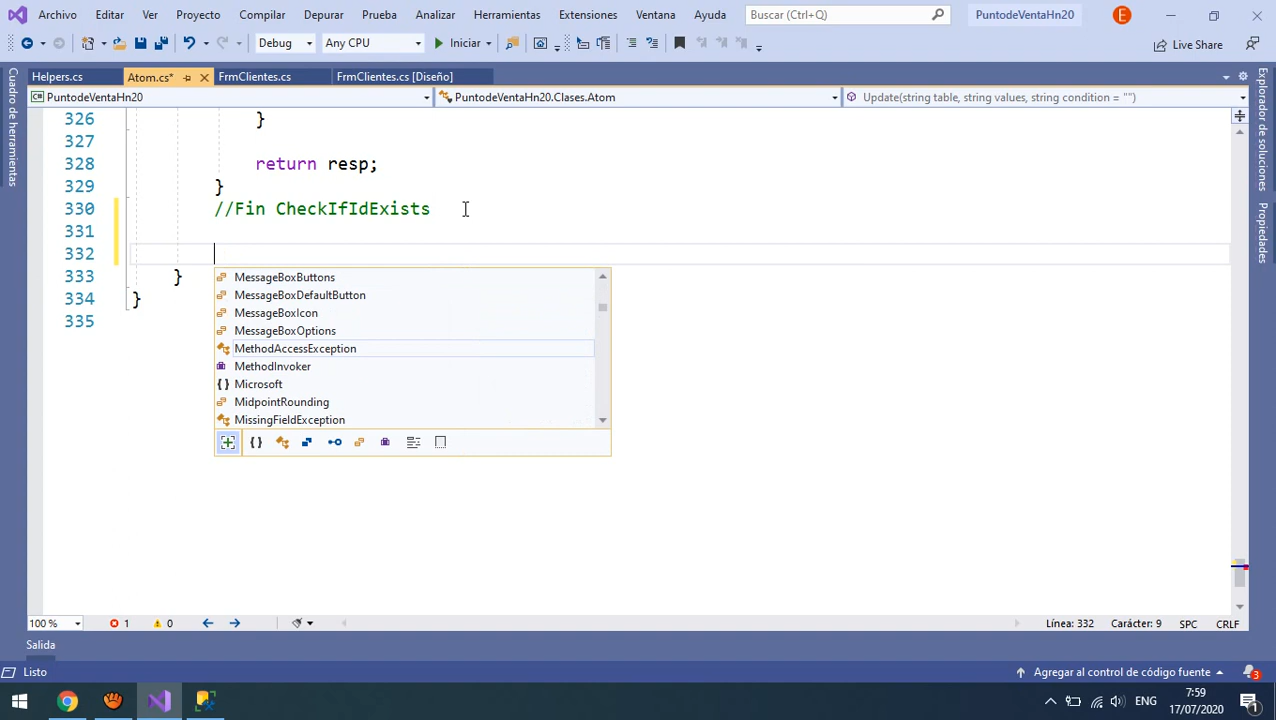 Archivo Editar Ver Proyecto Compilar Depurar Prueba Analizar Herramientas Extensiones Ventana Ayuda Buscar (Ctrl+Q) PuntodeVentaHn20 E
Debug Any CPU Iniciar Live Share
Helpers.cs Atom.cs* FrmClientes.cs FrmClientes.cs [Diseño]
PuntodeVentaHn20 PuntodeVentaHn20.Clases.Atom Update(string table, string values, string condition = "")
Cuadro de herramientas
Explorador de soluciones
Propiedades
326 }
327
328 return resp;
329 }
330 //Fin CheckIfIdExists
331
332
333 }
334 }
335
MessageBoxButtons
MessageBoxDefaultButton
MessageBoxIcon
MessageBoxOptions
MethodAccessException
MethodInvoker
{ } Microsoft
MidpointRounding
MissingFieldException
100 % 1 0 Línea: 332 Carácter: 9 SPC CRLF
Salida
Listo Agregar al control de código fuente 3
ENG 7:59
17/07/2020 1